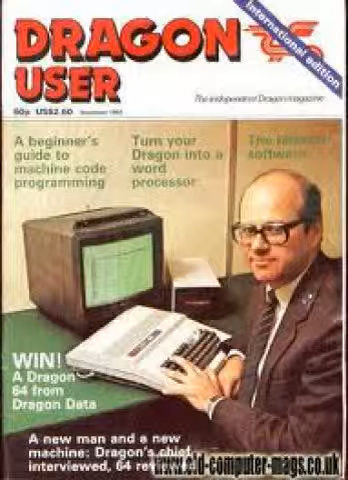 DRAGON
USER
International edition
60p US$2.60
The independent Dragon magazine
A beginner's
guide to
machine code
programming
Turn your
Dragon into a
word
processor
The
software
WIN!
A Dragon
64 from
Dragon Data
A new man and a new
machine: Dragon's chief
interviewed, 64 reviewed
www.old-computer-mags.co.uk